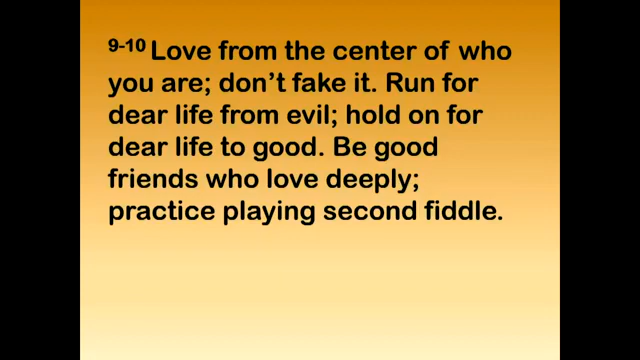 9-10 Love from the center of who
you are; don’t fake it. Run for
dear life from evil; hold on for
dear life to good. Be good
friends who love deeply;
practice playing second fiddle.